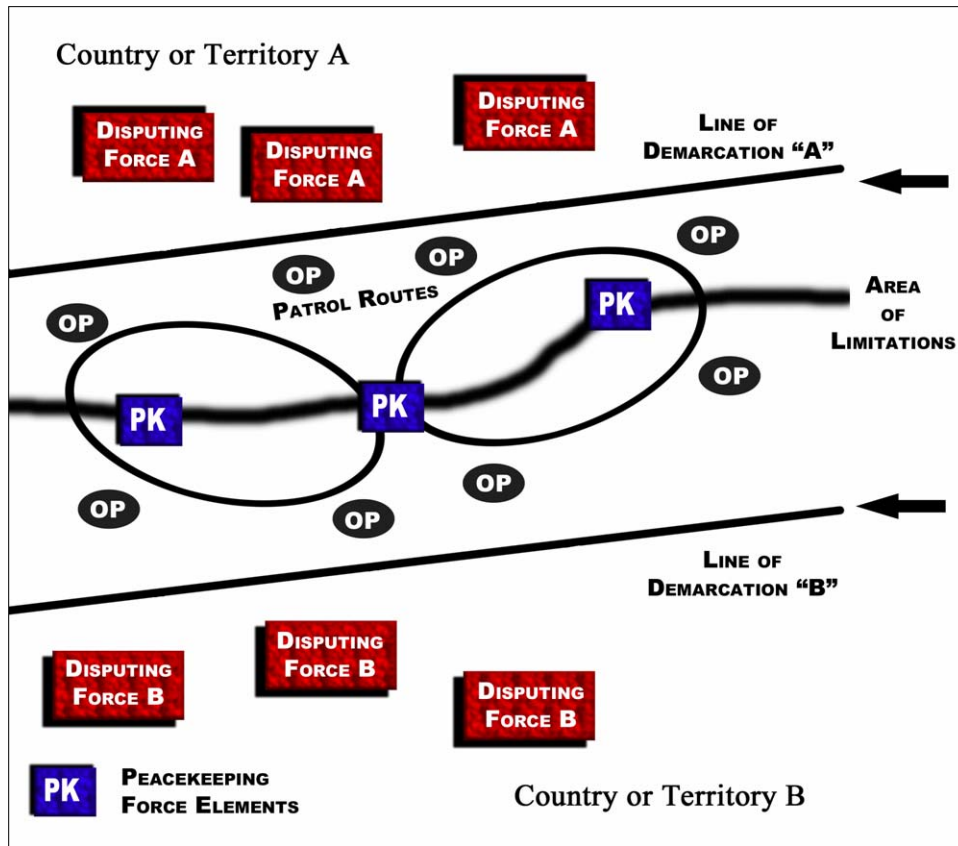 Country or Territory A
DISPUTING
FORCE A
DISPUTING
FORCE A
DISPUTING
FORCE A
LINE OF
DEMARCATION “A”
OP
OP
OP
OP
PATROL ROUTES
PK
AREA
OF
LIMITATIONS
OP
PK
PK
OP
OP
OP
LINE OF
DEMARCATION “B”
DISPUTING
FORCE B
DISPUTING
FORCE B
DISPUTING
FORCE B
PK
PEACEKEEPING
FORCE ELEMENTS
Country or Territory B